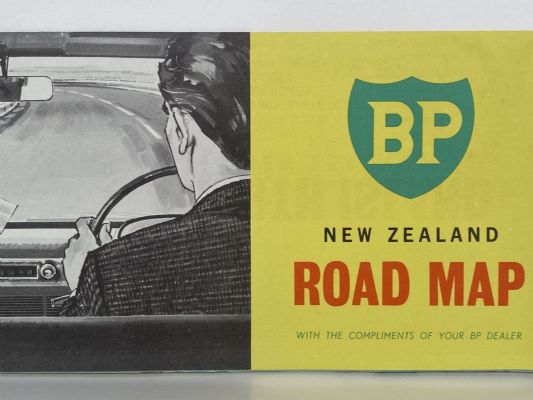 BP
NEW ZEALAND
ROAD MAP
WITH THE COMPLIMENTS OF YOUR BP DEALER